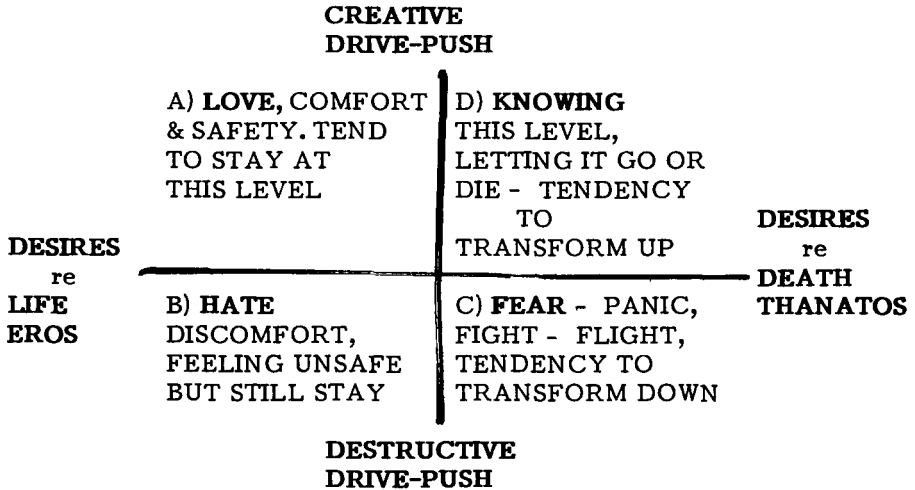 CREATIVE
DRIVE-PUSH
A) LOVE, COMFORT
& SAFETY. TEND
TO STAY AT
THIS LEVEL
D) KNOWING
THIS LEVEL,
LETTING IT GO OR
DIE - TENDENCY
TO
TRANSFORM UP
DESIRES
re
LIFE
EROS
DESIRES
re
DEATH
THANATOS
B) HATE
DISCOMFORT,
FEELING UNSAFE
BUT STILL STAY
C) FEAR - PANIC,
FIGHT - FLIGHT,
TENDENCY TO
TRANSFORM DOWN
DESTRUCTIVE
DRIVE-PUSH